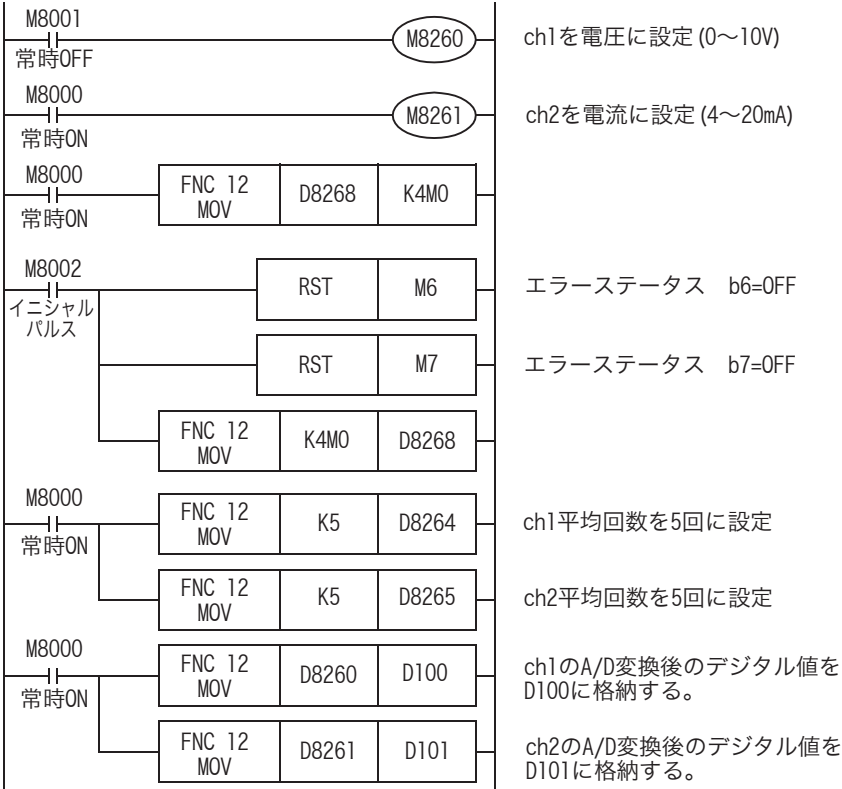 M8001
M8260
ch1を電圧に設定 (0～10V)
常時OFF
M8000
M8261
ch2を電流に設定 (4～20mA)
常時ON
M8000
FNC 12
MOV
D8268
K4M0
常時ON
M8002
イニシャル
パルス
RST
M6
エラーステータス　b6=OFF
RST
M7
エラーステータス　b7=OFF
FNC 12
MOV
K4M0
D8268
M8000
常時ON
FNC 12
MOV
K5
D8264
ch1平均回数を5回に設定
FNC 12
MOV
K5
D8265
ch2平均回数を5回に設定
M8000
常時ON
FNC 12
MOV
D8260
D100
ch1のA/D変換後のデジタル値を
D100に格納する。
FNC 12
MOV
D8261
D101
ch2のA/D変換後のデジタル値を
D101に格納する。